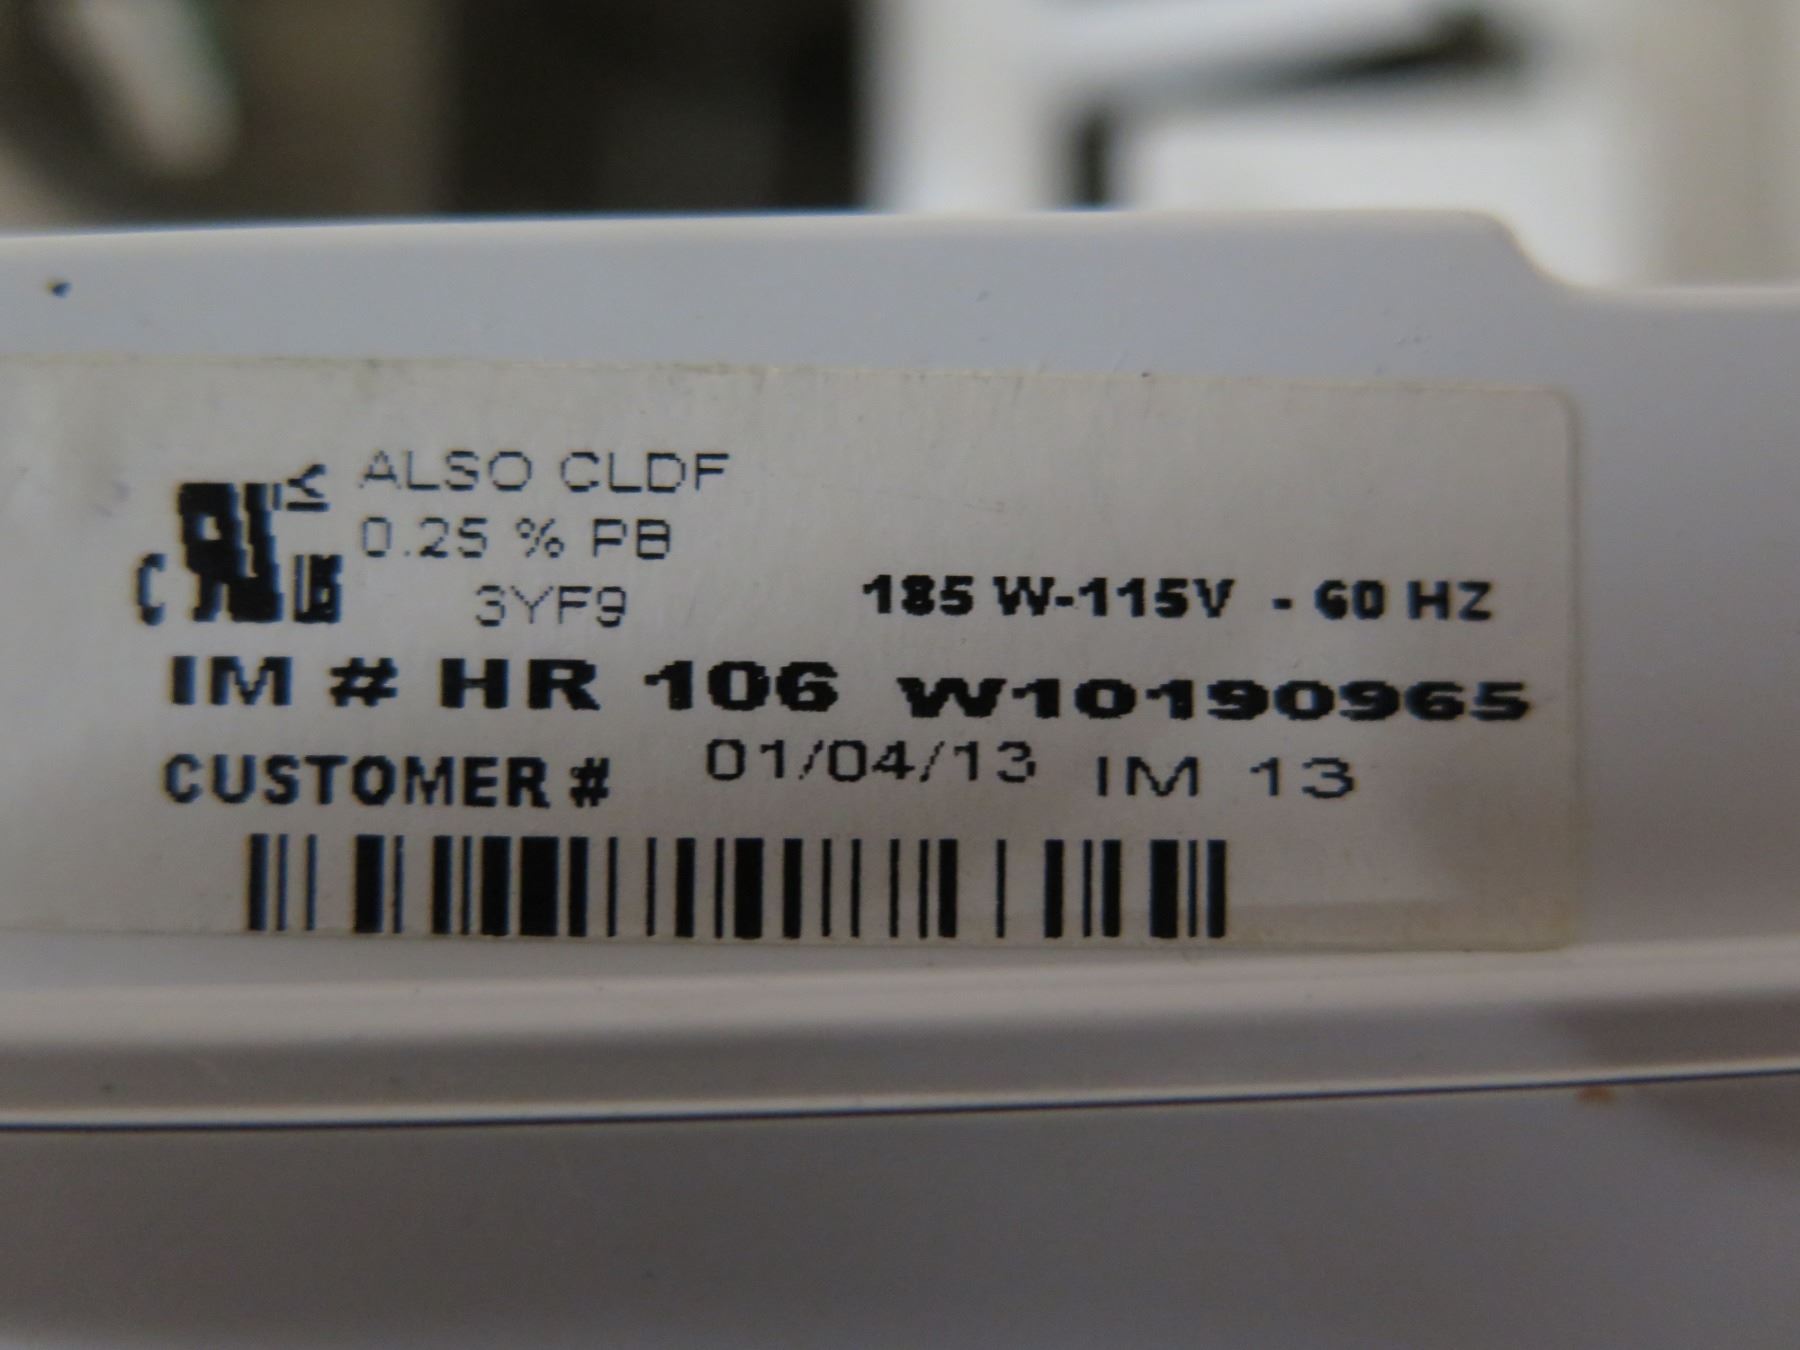 ALSO CLDF
0.25 % PB
C US
3YF9
185 W-115V - 60 HZ
IM # HR 106 W10190965
CUSTOMER # 01/04/13 IM 13